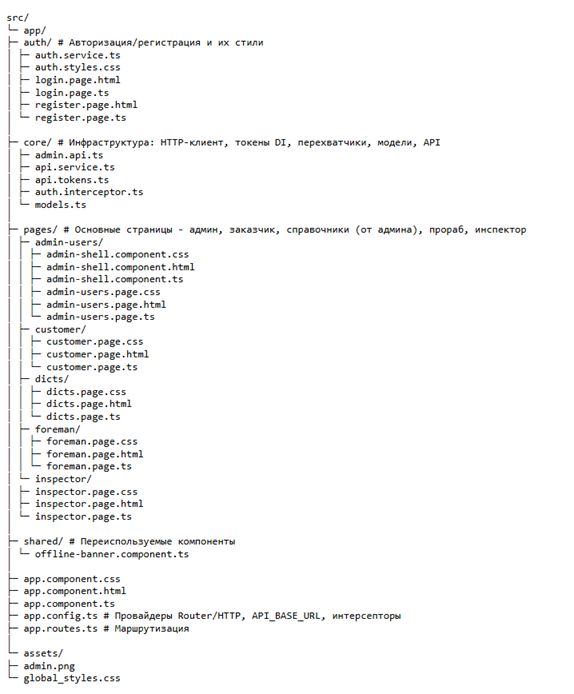 src/
└─ app/
├─ auth/ # Авторизация/регистрация и их стили
│ ├─ auth.service.ts
│ ├─ auth.styles.css
│ ├─ login.page.html
│ ├─ login.page.ts
│ ├─ register.page.html
│ └─ register.page.ts
│
├─ core/ # Инфраструктура: HTTP-клиент, токены DI, перехватчики, модели, API
│ ├─ admin.api.ts
│ ├─ api.service.ts
│ ├─ api.tokens.ts
│ ├─ auth.interceptor.ts
│ └─ models.ts
│
├─ pages/ # Основные страницы - админ, заказчик, справочники (от админа), прораб, инспектор
│ ├─ admin-users/
│ │ ├─ admin-shell.component.css
│ │ ├─ admin-shell.component.html
│ │ ├─ admin-shell.component.ts
│ │ ├─ admin-users.page.css
│ │ ├─ admin-users.page.html
│ │ └─ admin-users.page.ts
│ ├─ customer/
│ │ ├─ customer.page.css
│ │ ├─ customer.page.html
│ │ └─ customer.page.ts
│ ├─ dicts/
│ │ ├─ dicts.page.css
│ │ ├─ dicts.page.html
│ │ └─ dicts.page.ts
│ ├─ foreman/
│ │ ├─ foreman.page.css
│ │ ├─ foreman.page.html
│ │ └─ foreman.page.ts
│ └─ inspector/
│ ├─ inspector.page.css
│ ├─ inspector.page.html
│ └─ inspector.page.ts
│
├─ shared/ # Переиспользуемые компоненты
│ └─ offline-banner.component.ts
│
├─ app.component.css
├─ app.component.html
├─ app.component.ts
├─ app.config.ts # Провайдеры Router/HTTP, API_BASE_URL, интерсепторы
├─ app.routes.ts # Маршрутизация
│
└─ assets/
├─ admin.png
└─ global_styles.css